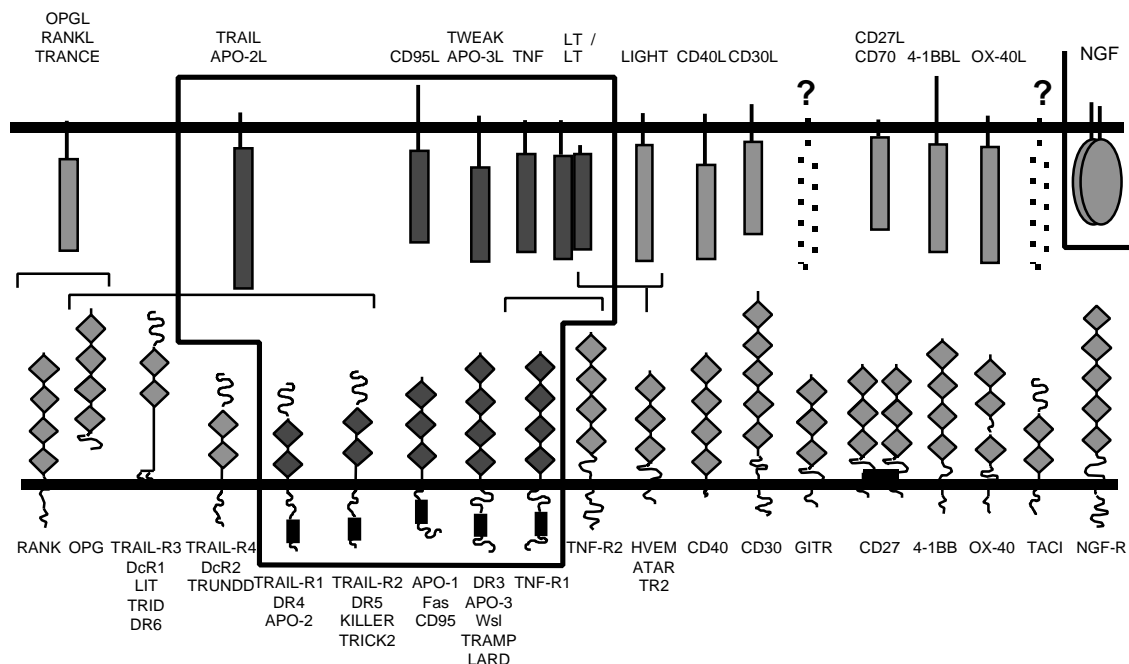 OPGL
RANKL
TRANCE
TRAIL
APO-2L
CD95L
TWEAK
APO-3L
TNF
LT /
LT
LIGHT
CD40L
CD30L
?
CD27L
CD70
4-1BBL
OX-40L
?
NGF
RANK
OPG
TRAIL-R3
DcR1
LIT
TRID
DR6
TRAIL-R4
DcR2
TRUNDD
TRAIL-R1
DR4
APO-2
TRAIL-R2
DR5
KILLER
TRICK2
APO-1
Fas
CD95
DR3
APO-3
Wsl
TRAMP
LARD
TNF-R1
TNF-R2
HVEM
ATAR
TR2
CD40
CD30
GITR
CD27
4-1BB
OX-40
TACI
NGF-R